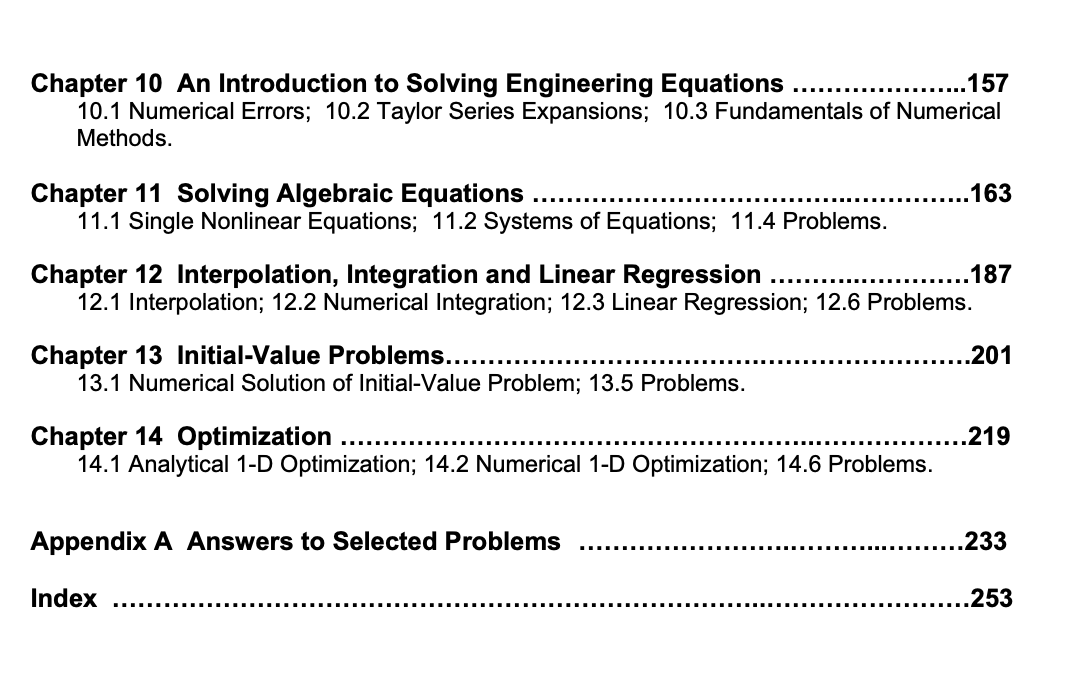 Chapter 10  An Introduction to Solving Engineering Equations …………………...157
10.1 Numerical Errors;  10.2 Taylor Series Expansions;  10.3 Fundamentals of Numerical
Methods.
Chapter 11  Solving Algebraic Equations ………………………………..…………...163
11.1 Single Nonlinear Equations;  11.2 Systems of Equations;  11.4 Problems.
Chapter 12  Interpolation, Integration and Linear Regression ………..………….187
12.1 Interpolation; 12.2 Numerical Integration; 12.3 Linear Regression; 12.6 Problems.
Chapter 13  Initial-Value Problems………………………………..…………………….201
13.1 Numerical Solution of Initial-Value Problem; 13.5 Problems.
Chapter 14  Optimization ……………………………………………...……………….219
14.1 Analytical 1-D Optimization; 14.2 Numerical 1-D Optimization; 14.6 Problems.
Appendix A  Answers to Selected Problems  …………………….………...……….233
Index  …………………………………………………………………..…………………….253